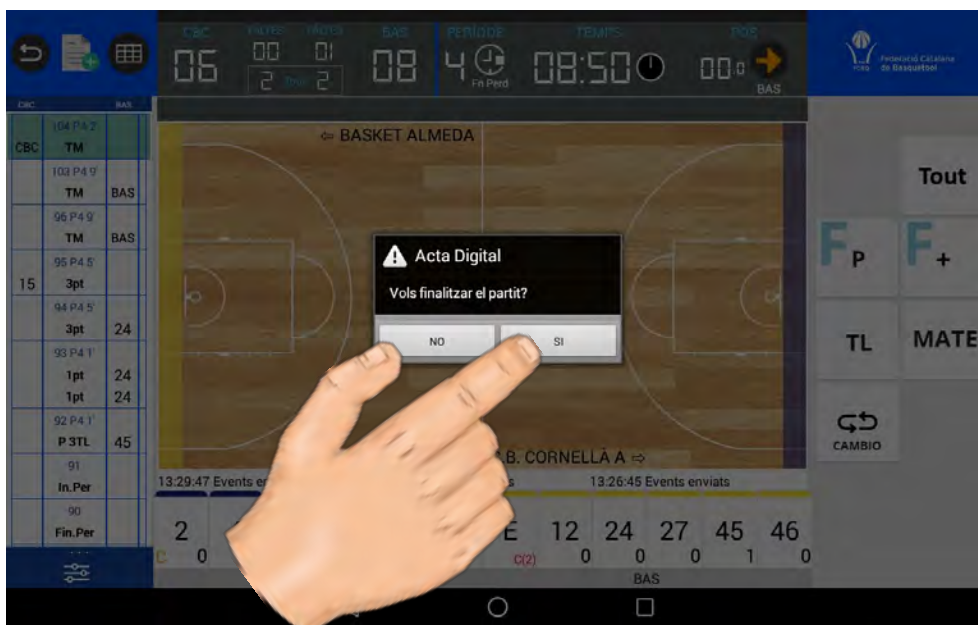 CBC FALTES FALTES BAS PERÍODE TEMPS POS
06 00 01 08 4 08:50 00:0
2 2 Fn Perd BAS
Federació Catalana
de Basquetbol
CBC BAS
104 P4 2'
CBC TM
103 P4 9'
TM BAS
96 P4 9'
TM BAS
95 P4 5'
15 3pt
94 P4 5'
3pt 24
93 P4 1'
1pt 24
1pt 24
92 P4 1'
P 3TL 45
91
In.Per
90
Fin.Per
⇦ BASKET ALMEDA
Acta Digital
Vols finalitzar el partit?
NO SI
B. CORNELLÀ A ⇨
13:29:47 Events 13:26:45 Events enviats
2 E 12 24 27 45 46
C 0 C(2) 0 0 0 1 0
BAS
Tout
FP F+
TL MATE
CAMBIO